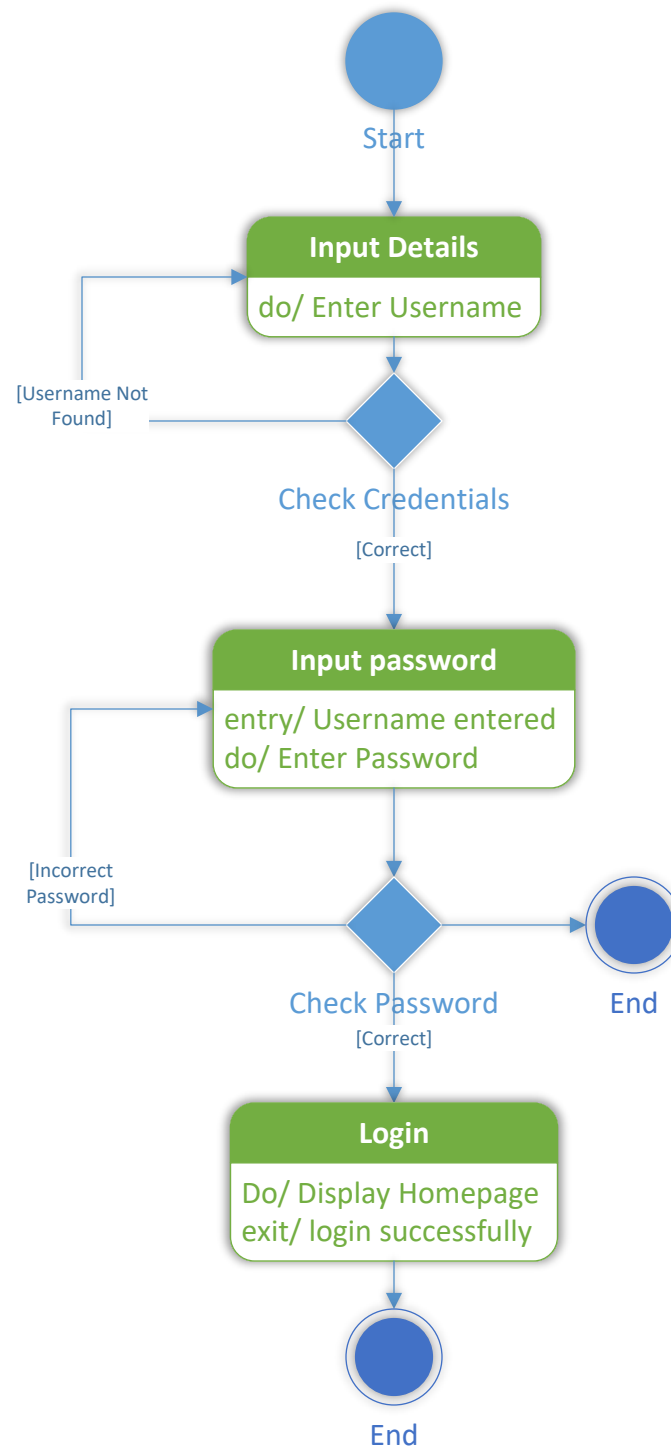 Start
Input Details
do/ Enter Username
[Username Not
Found]
Check Credentials
[Correct]
Input password
entry/ Username entered
do/ Enter Password
[Incorrect
Password]
End
Check Password
[Correct]
Login
Do/ Display Homepage
exit/ login successfully
End